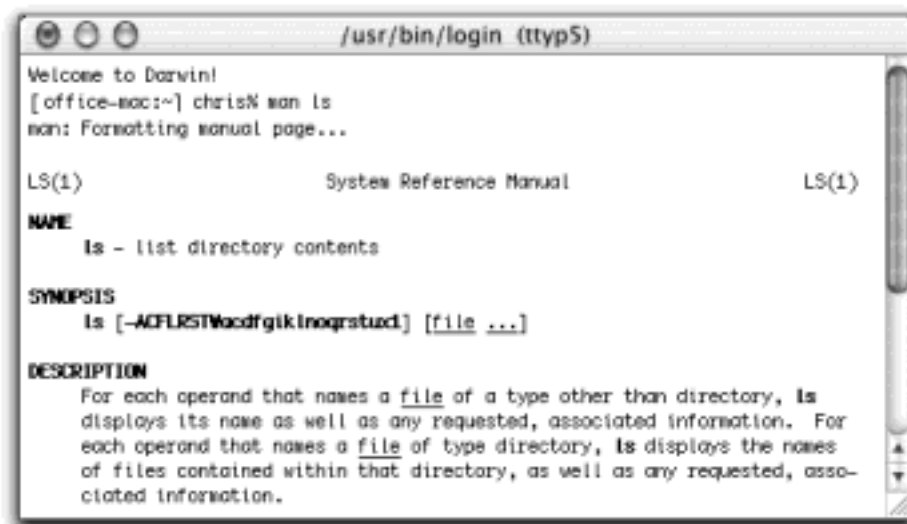 /usr/bin/login (ttyp5)
Welcome to Darwin!
[office-mac:~] chris% man ls
man: Formatting manual page...
LS(1) System Reference Manual LS(1)
NAME
ls - list directory contents
SYNOPSIS
ls [-ACFLRSTWacdfgiklnoqrstux1] [file ...]
DESCRIPTION
For each operand that names a file of a type other than directory, ls
displays its name as well as any requested, associated information. For
each operand that names a file of type directory, ls displays the names
of files contained within that directory, as well as any requested, asso-
ciated information.